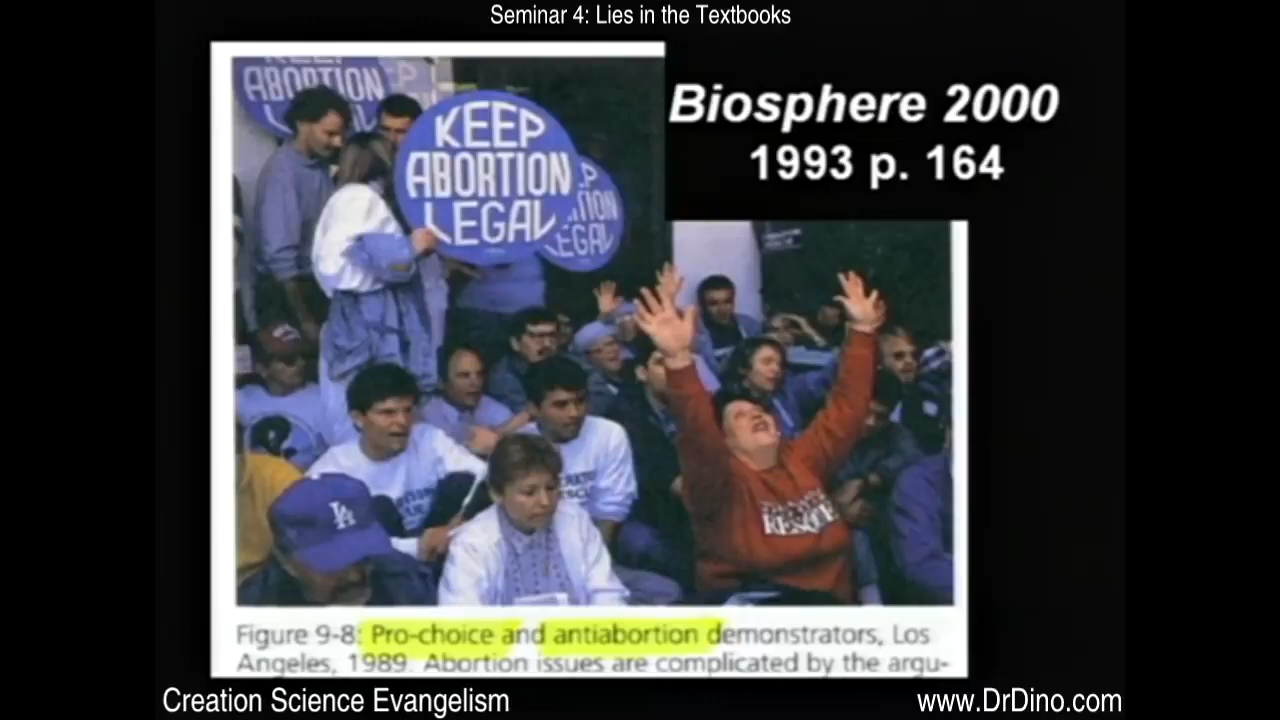 Seminar 4: Lies in the Textbooks
Biosphere 2000
1993 p. 164
ABORTION
KEEP
ABORTION
LEGAL
LEGAL
LA
RESCUE
Figure 9-8: Pro-choice and antiabortion demonstrators, Los
Angeles, 1989. Abortion issues are complicated by the argu-
Creation Science Evangelism
www.DrDino.com